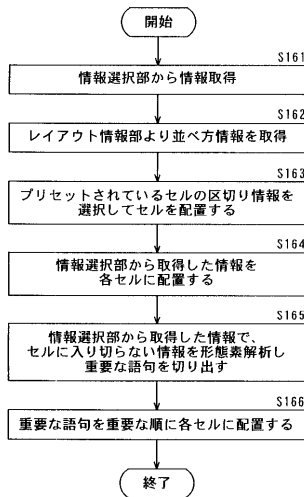 開始
S161
情報選択部から情報取得
S162
レイアウト情報部より並べ方情報を取得
S163
プリセットされているセルの区切り情報を
選択してセルを配置する
S164
情報選択部から取得した情報を
各セルに配置する
S165
情報選択部から取得した情報で、
セルに入り切らない情報を形態素解析し
重要な語句を切り出す
S166
重要な語句を重要な順に各セルに配置する
終了